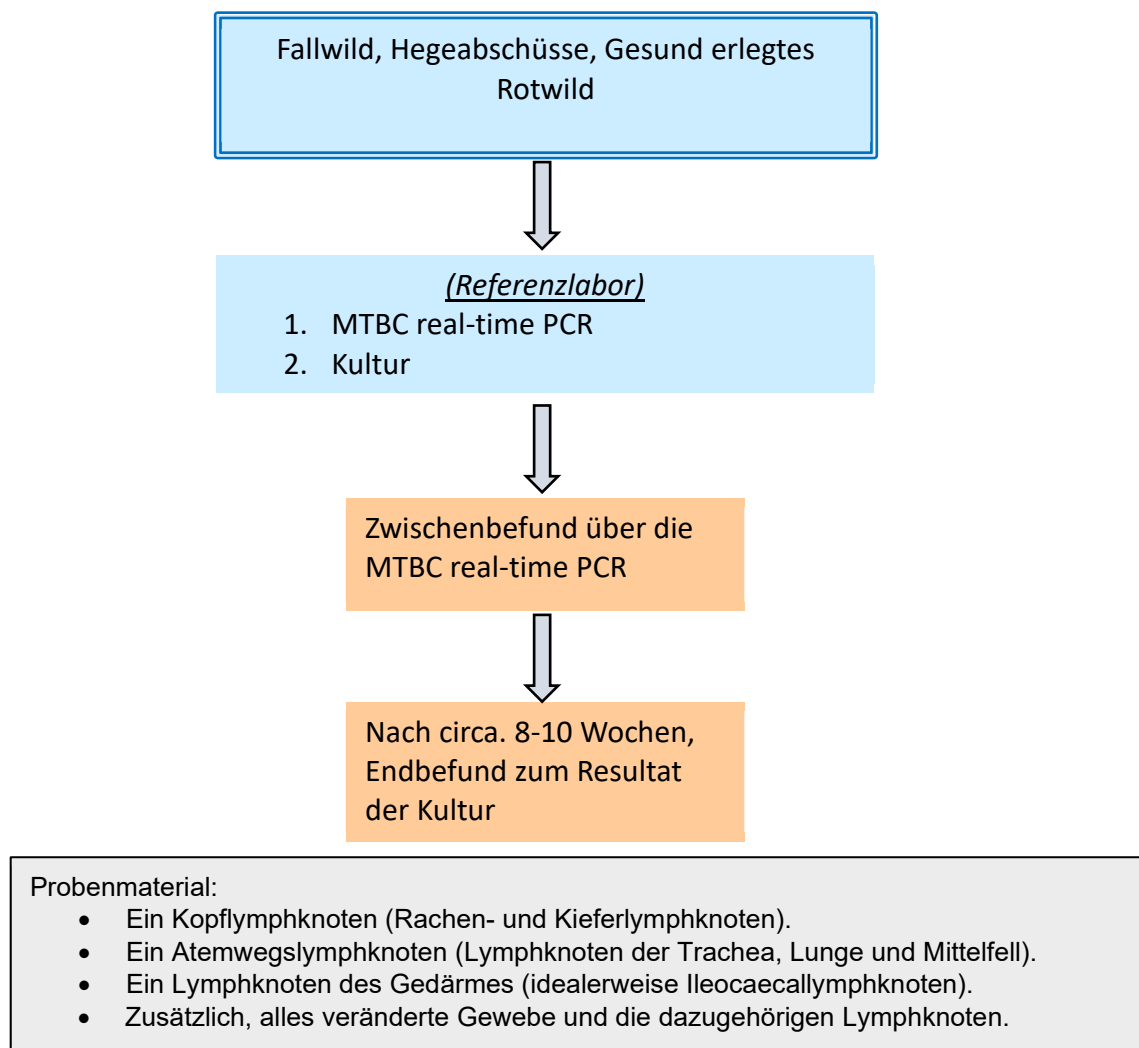 Fallwild, Hegeabschüsse, Gesund erlegtes
Rotwild
(Referenzlabor)
1. MTBC real-time PCR
2. Kultur
Zwischenbefund über die
MTBC real-time PCR
Nach circa. 8-10 Wochen,
Endbefund zum Resultat
der Kultur
Probenmaterial:
• Ein Kopflymphknoten (Rachen- und Kieferlymphknoten).
• Ein Atemwegslymphknoten (Lymphknoten der Trachea, Lunge und Mittelfell).
• Ein Lymphknoten des Gedärmes (idealerweise Ileocaecallymphknoten).
• Zusätzlich, alles veränderte Gewebe und die dazugehörigen Lymphknoten.